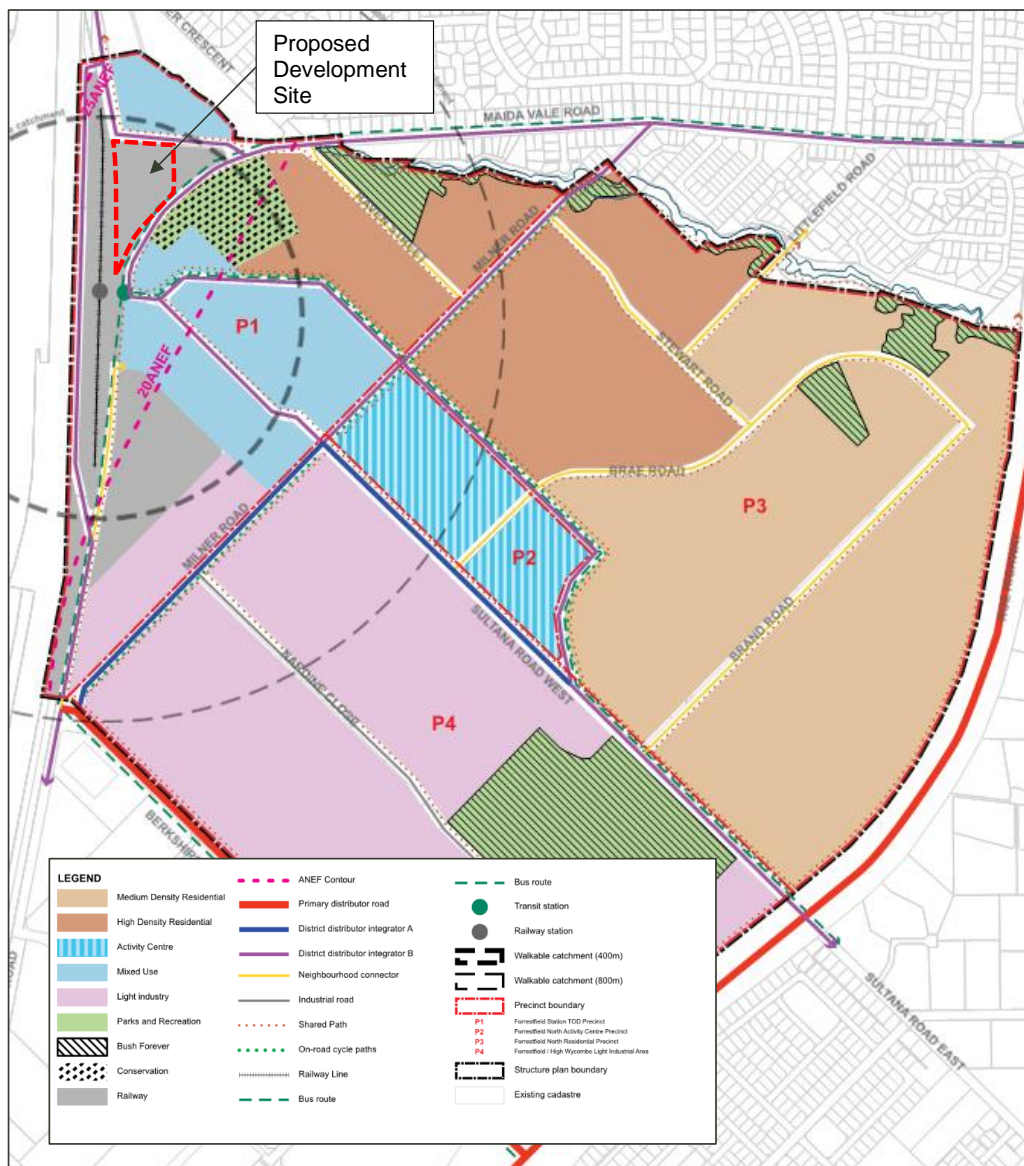 Proposed
Development
Site
CRESCENT
25ANEF
catchment
MAIDA VALE ROAD
LITTLEFIELD ROAD
MILNER ROAD
STEWART ROAD
P1
20ANEF
BRAE ROAD
P3
P2
MILNER ROAD
BRAND ROAD
SULTANA ROAD WEST
P4
BERKSHIRE
SULTANA ROAD EAST
ROAD
LEGEND
Medium Density Residential
High Density Residential
Activity Centre
Mixed Use
Light industry
Parks and Recreation
Bush Forever
Conservation
Railway
ANEF Contour
Primary distributor road
District distributor integrator A
District distributor integrator B
Neighbourhood connector
Industrial road
Shared Path
On-road cycle paths
Railway Line
Bus route
Bus route
Transit station
Railway station
Walkable catchment (400m)
Walkable catchment (800m)
Precinct boundary
P1 Forrestfield Station TOD Precinct
P2 Forrestfield North Activity Centre Precinct
P3 Forrestfield North Residential Precinct
P4 Forrestfield / High Wycombe Light Industrial Area
Structure plan boundary
Existing cadastre